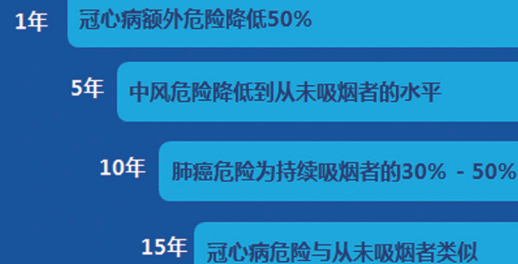 1年 冠心病额外危险降低50%
5年 中风危险降低到从未吸烟者的水平
10年 肺癌危险为持续吸烟者的30% - 50%
15年 冠心病危险与从未吸烟者类似